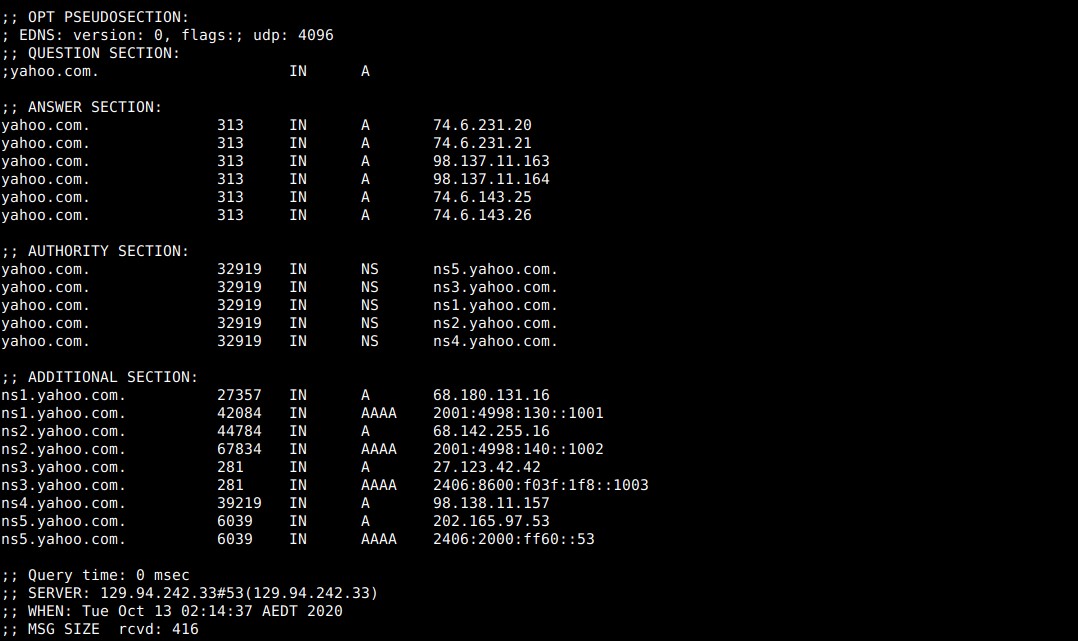 ;; OPT PSEUDOSECTION:
; EDNS: version: 0, flags:; udp: 4096
;; QUESTION SECTION:
;yahoo.com.                     IN      A

;; ANSWER SECTION:
yahoo.com.              313     IN      A       74.6.231.20
yahoo.com.              313     IN      A       74.6.231.21
yahoo.com.              313     IN      A       98.137.11.163
yahoo.com.              313     IN      A       98.137.11.164
yahoo.com.              313     IN      A       74.6.143.25
yahoo.com.              313     IN      A       74.6.143.26

;; AUTHORITY SECTION:
yahoo.com.              32919   IN      NS      ns5.yahoo.com.
yahoo.com.              32919   IN      NS      ns3.yahoo.com.
yahoo.com.              32919   IN      NS      ns1.yahoo.com.
yahoo.com.              32919   IN      NS      ns2.yahoo.com.
yahoo.com.              32919   IN      NS      ns4.yahoo.com.

;; ADDITIONAL SECTION:
ns1.yahoo.com.          27357   IN      A       68.180.131.16
ns1.yahoo.com.          42084   IN      AAAA    2001:4998:130::1001
ns2.yahoo.com.          44784   IN      A       68.142.255.16
ns2.yahoo.com.          67834   IN      AAAA    2001:4998:140::1002
ns3.yahoo.com.          281     IN      A       27.123.42.42
ns3.yahoo.com.          281     IN      AAAA    2406:8600:f03f:1f8::1003
ns4.yahoo.com.          39219   IN      A       98.138.11.157
ns5.yahoo.com.          6039    IN      A       202.165.97.53
ns5.yahoo.com.          6039    IN      AAAA    2406:2000:ff60::53

;; Query time: 0 msec
;; SERVER: 129.94.242.33#53(129.94.242.33)
;; WHEN: Tue Oct 13 02:14:37 AEDT 2020
;; MSG SIZE  rcvd: 416